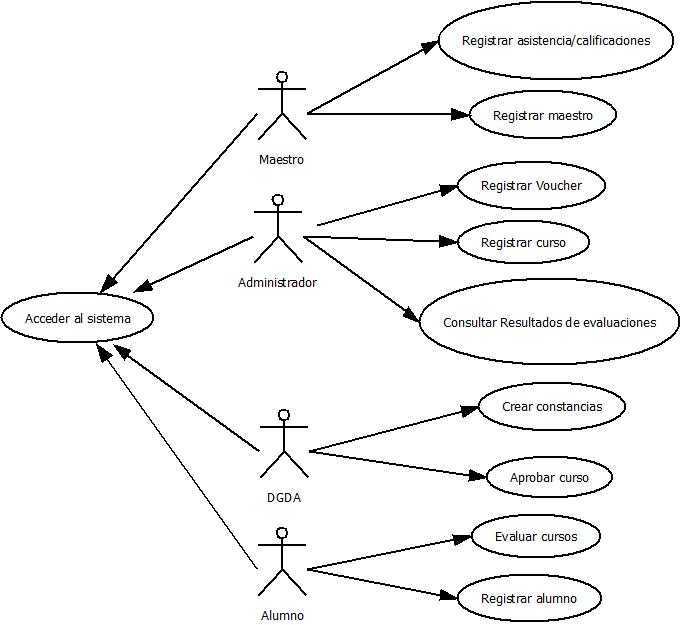 Registrar asistencia/calificaciones
Registrar maestro
Maestro
Registrar Voucher
Registrar curso
Administrador
Acceder al sistema
Consultar Resultados de evaluaciones
Crear constancias
Aprobar curso
DGDA
Evaluar cursos
Registrar alumno
Alumno